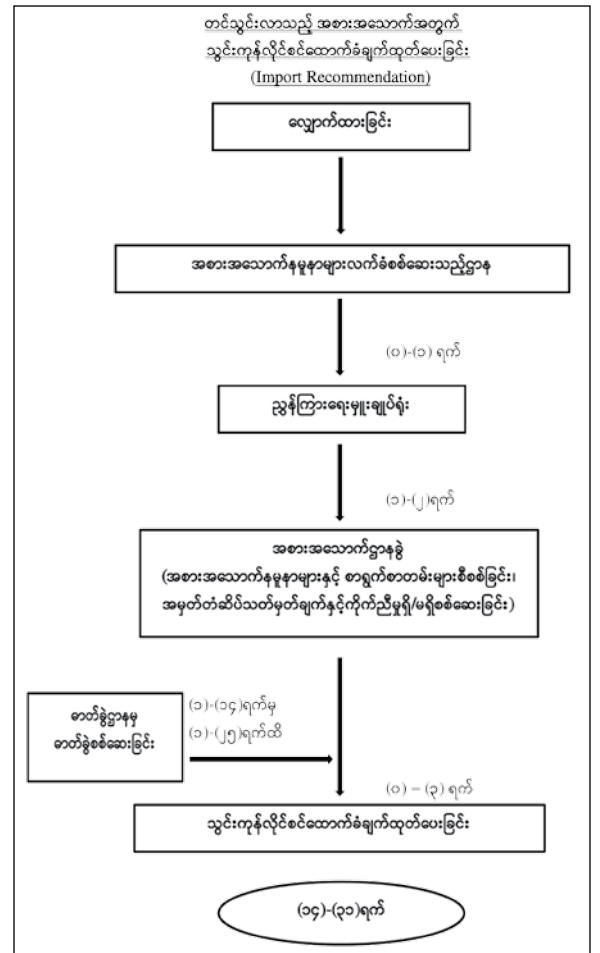 တင်သွင်းလာသည့် အစားအသောက်အတွက်
သွင်းကုန်လိုင်စင်ထောက်ခံချက်ထုတ်ပေးခြင်း
(Import Recommendation)
လျှောက်ထားခြင်း
အစားအသောက်နမူနာများလက်ခံစစ်ဆေးသည့်ဌာန
(၀)-(၁) ရက်
ညွှန်ကြားရေးမှူးချုပ်ရုံး
(၁)-(၂)ရက်
အစားအသောက်ဌာနခွဲ
(အစားအသောက်နမူနာများနှင့် စာရွက်စာတမ်းများစီစစ်ခြင်း၊
အမှတ်တံဆိပ်သတ်မှတ်ချက်နှင့်ကိုက်ညီမှုရှိ/မရှိစစ်ဆေးခြင်း)
ဓာတ်ခွဲဌာနမှ
ဓာတ်ခွဲစစ်ဆေးခြင်း
(၁)-(၁၄)ရက်မှ
(၁)-(၂၅)ရက်ထိ
(၀) – (၃) ရက်
သွင်းကုန်လိုင်စင်ထောက်ခံချက်ထုတ်ပေးခြင်း
(၁၄)-(၃၁)ရက်